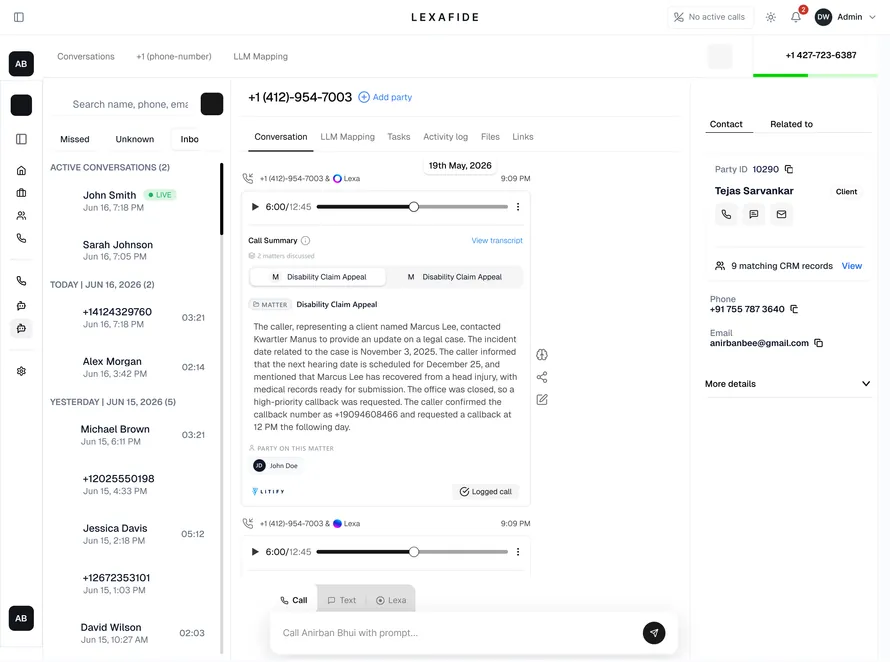 LEXAFIDE
No active calls
2
DW
Admin
AB
Conversations
+1 (phone-number)
LLM Mapping
+1 427-723-6387
Search name, phone, ema
Missed
Unknown
Inbo
ACTIVE CONVERSATIONS (2)
John Smith
LIVE
Jun 16, 7:18 PM
Sarah Johnson
Jun 16, 7:05 PM
TODAY | JUN 16, 2026 (2)
+14124329760
Jun 16, 7:18 PM
03:21
Alex Morgan
Jun 16, 3:42 PM
02:14
YESTERDAY | JUN 15, 2026 (5)
Michael Brown
Jun 15, 6:11 PM
03:21
+12025550198
Jun 15, 4:33 PM
Jessica Davis
Jun 15, 2:18 PM
05:12
+12672353101
Jun 15, 1:03 PM
David Wilson
Jun 15, 10:27 AM
02:03
AB
+1 (412)-954-7003
Add party
Conversation
LLM Mapping
Tasks
Activity log
Files
Links
19th May, 2026
+1 (412)-954-7003 & Lexa
9:09 PM
6:00/12:45
Call Summary
View transcript
2 matters discussed
M Disability Claim Appeal
M Disability Claim Appeal
MATTER
Disability Claim Appeal
The caller, representing a client named Marcus Lee, contacted
Kwartler Manus to provide an update on a legal case. The incident
date related to the case is November 3, 2025. The caller informed
that the next hearing date is scheduled for December 25, and
mentioned that Marcus Lee has recovered from a head injury, with
medical records ready for submission. The office was closed, so a
high-priority callback was requested. The caller confirmed the
callback number as +19094608466 and requested a callback at
12 PM the following day.
PARTY ON THIS MATTER
JD
John Doe
LITIFY
Logged call
+1 (412)-954-7003 & Lexa
9:09 PM
6:00/12:45
Call
Text
Lexa
Call Anirban Bhui with prompt...
Contact
Related to
Party ID 10290
Tejas Sarvankar
Client
9 matching CRM records
View
Phone
+91 755 787 3640
Email
anirbanbee@gmail.com
More details